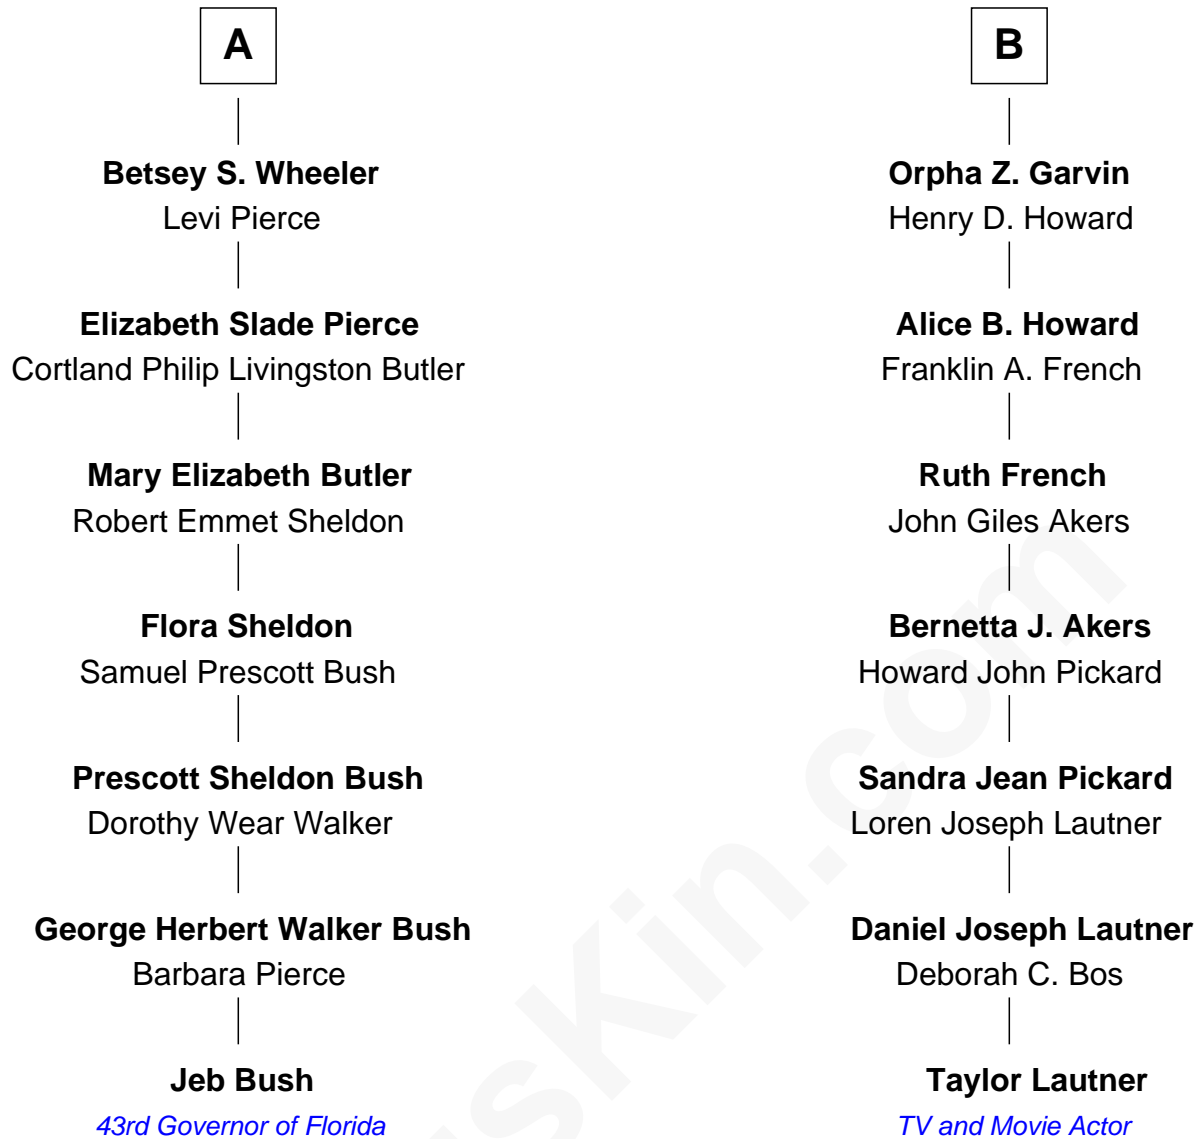 A
Betsey S. Wheeler
Levi Pierce
Elizabeth Slade Pierce
Cortland Philip Livingston Butler
Mary Elizabeth Butler
Robert Emmet Sheldon
Flora Sheldon
Samuel Prescott Bush
Prescott Sheldon Bush
Dorothy Wear Walker
George Herbert Walker Bush
Barbara Pierce
Jeb Bush
43rd Governor of Florida
B
Orpha Z. Garvin
Henry D. Howard
Alice B. Howard
Franklin A. French
Ruth French
John Giles Akers
Bernetta J. Akers
Howard John Pickard
Sandra Jean Pickard
Loren Joseph Lautner
Daniel Joseph Lautner
Deborah C. Bos
Taylor Lautner
TV and Movie Actor
sKin.com